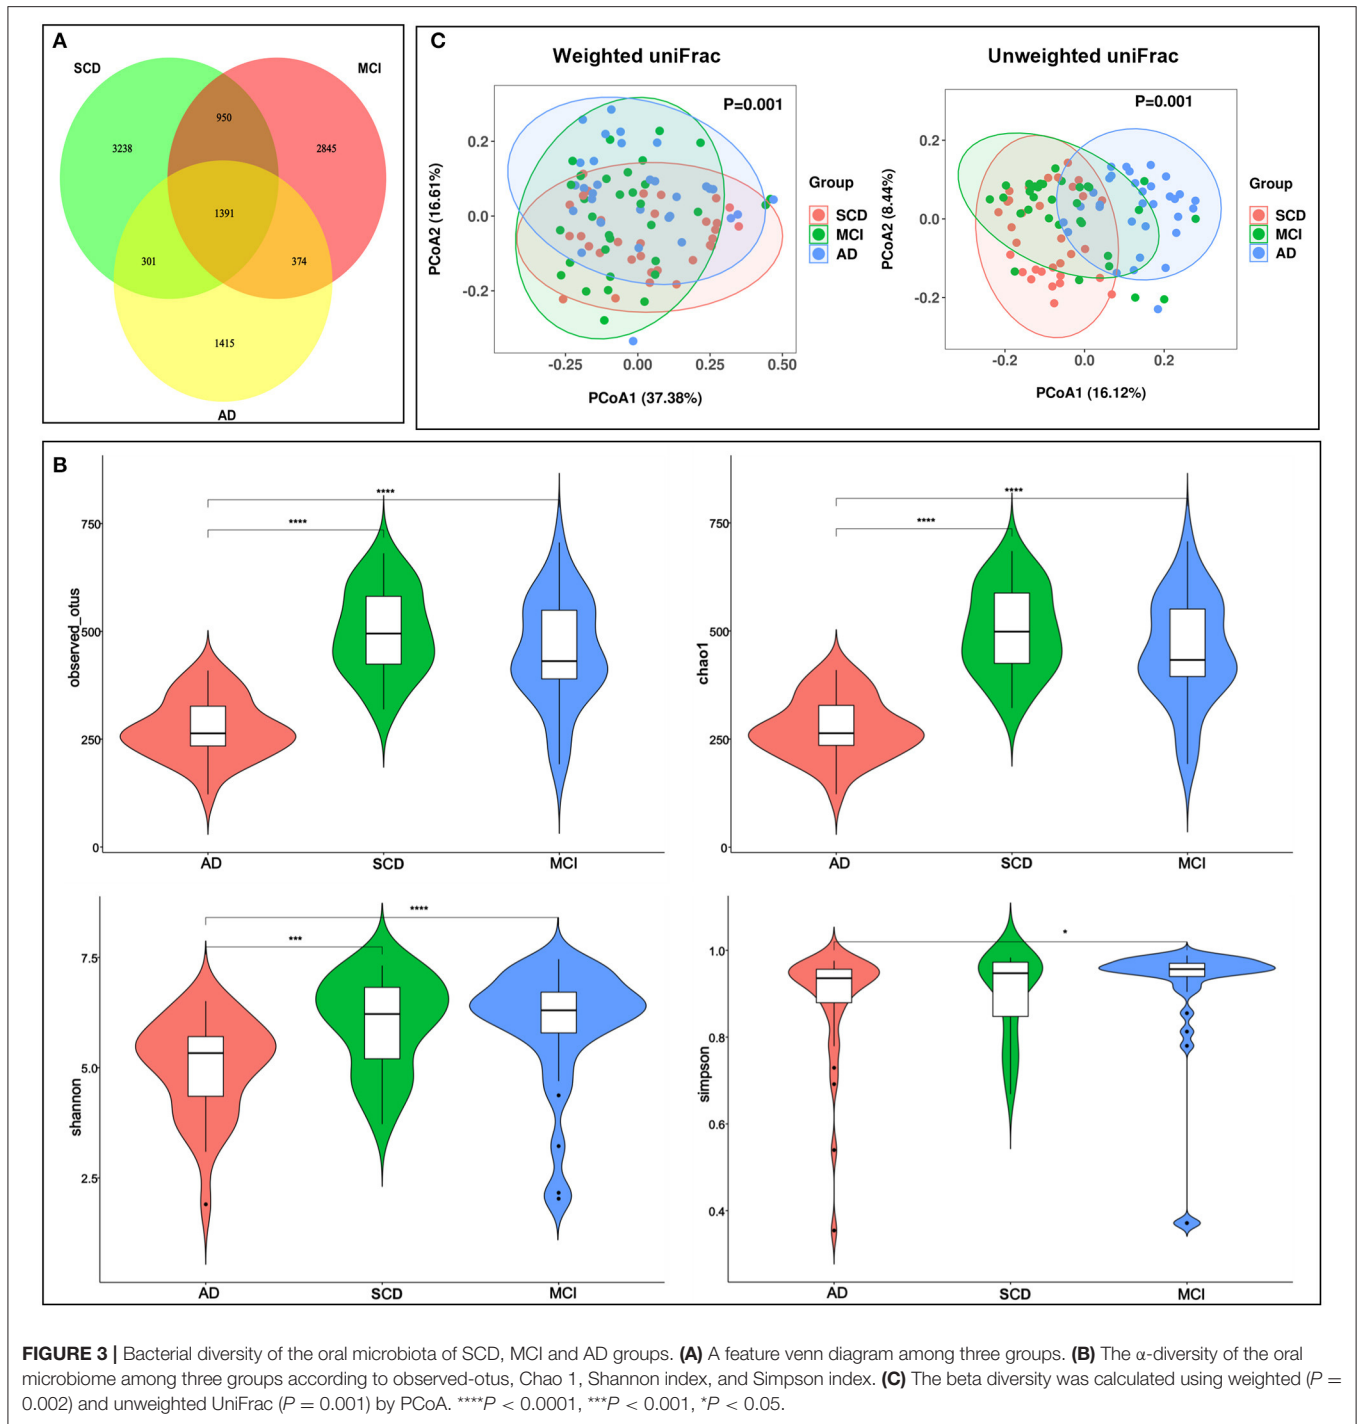 A
SCD
MCI
950
3238
2845
1391
301
374
1415
AD
C
Weighted uniFrac
P=0.001
PCoA2 (16.61%)
0.2
0.0
-0.2
-0.25
0.00
0.25
0.50
PCoA1 (37.38%)
Group
SCD
MCI
AD
Unweighted uniFrac
P=0.001
PCoA2 (8.44%)
0.2
0.0
-0.2
-0.2
0.0
0.2
PCoA1 (16.12%)
Group
SCD
MCI
AD
B
observed_otus
750
500
250
0
****
****
AD
SCD
MCI
chao1
750
500
250
0
****
****
AD
SCD
MCI
shannon
7.5
5.0
2.5
****
***
AD
SCD
MCI
simpson
1.0
0.8
0.6
0.4
*
AD
SCD
MCI
FIGURE 3 | Bacterial diversity of the oral microbiota of SCD, MCI and AD groups. (A) A feature venn diagram among three groups. (B) The α-diversity of the oral
microbiome among three groups according to observed-otus, Chao 1, Shannon index, and Simpson index. (C) The beta diversity was calculated using weighted (P =
0.002) and unweighted UniFrac (P = 0.001) by PCoA. ****P < 0.0001, ***P < 0.001, *P < 0.05.